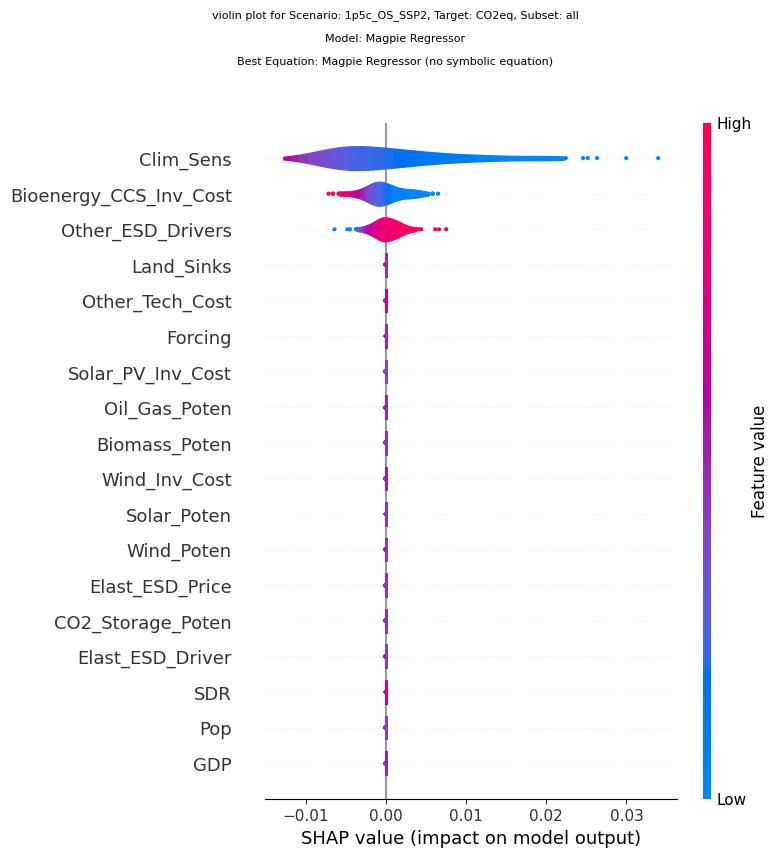 violin plot for Scenario: 1p5c_OS_SSP2, Target: CO2eq, Subset: all
Model: Magpie Regressor
Best Equation: Magpie Regressor (no symbolic equation)
High
Clim_Sens
Bioenergy_CCS_Inv_Cost
Other_ESD_Drivers
Land_Sinks
Other_Tech_Cost
Forcing
Solar_PV_Inv_Cost
Oil_Gas_Poten
Biomass_Poten
Wind_Inv_Cost
Solar_Poten
Wind_Poten
Elast_ESD_Price
CO2_Storage_Poten
Elast_ESD_Driver
SDR
Pop
GDP
Feature value
Low
−0.01 0.00 0.01 0.02 0.03
SHAP value (impact on model output)